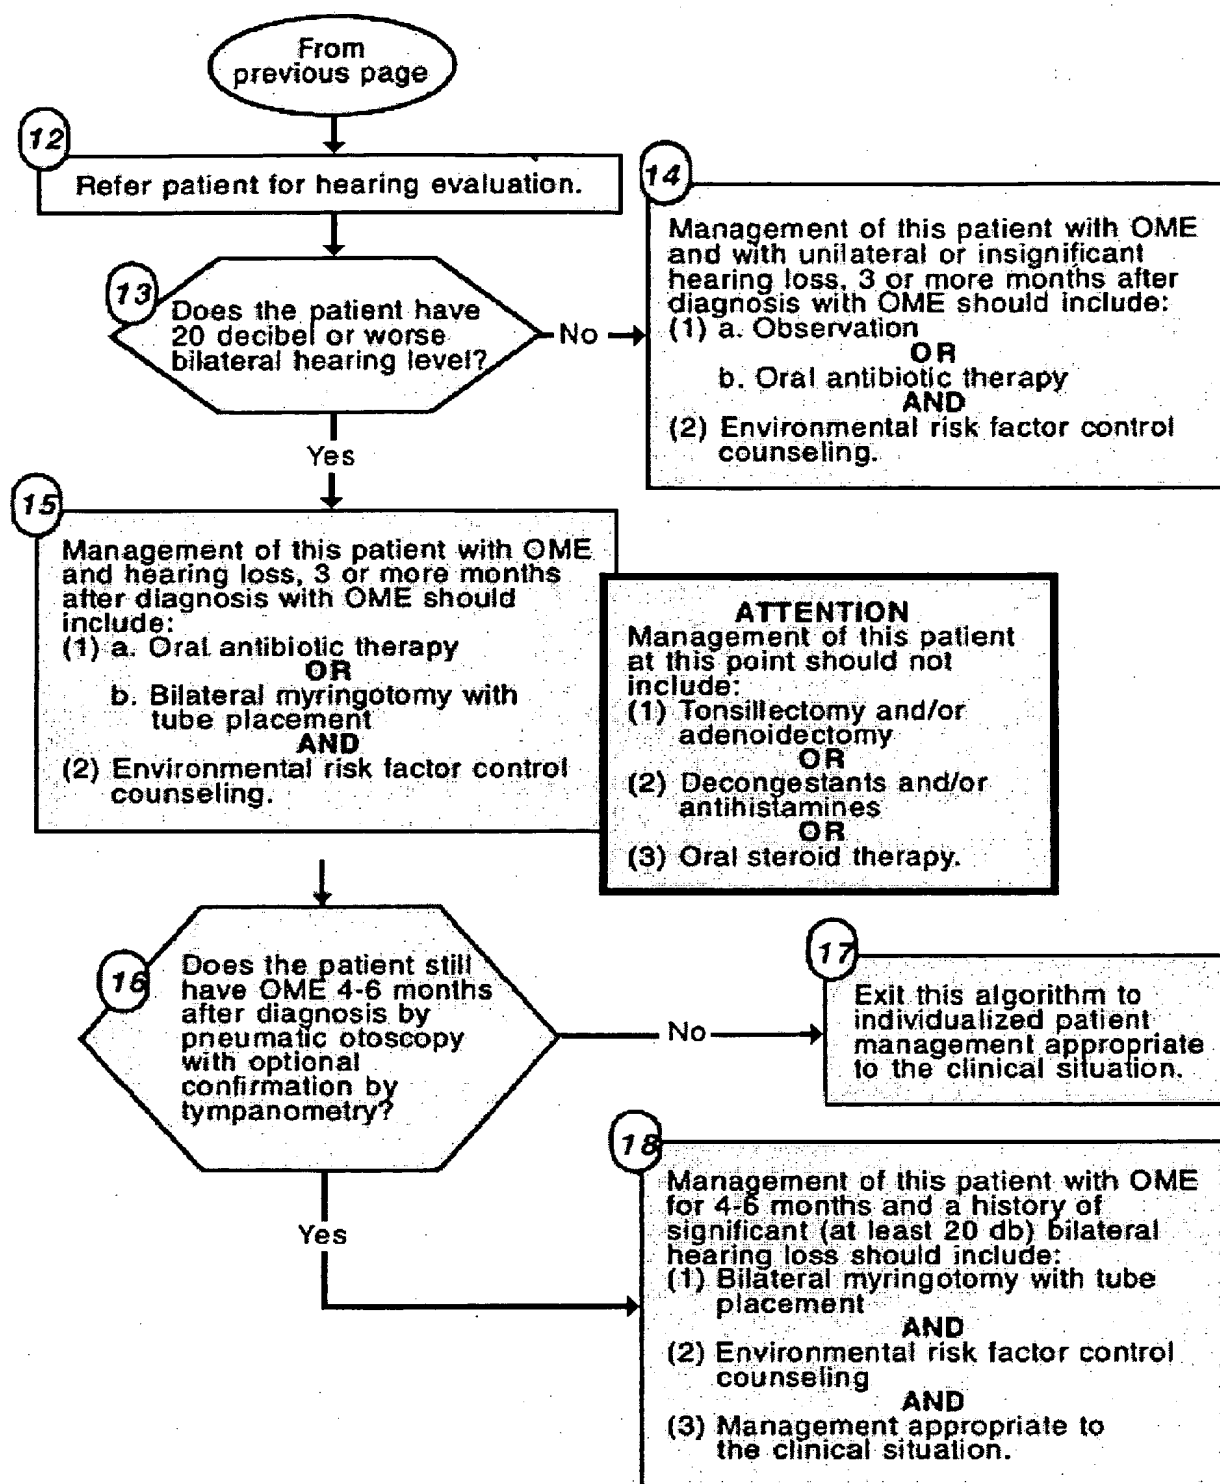 From
previous page
12
Refer patient for hearing evaluation.
13
Does the patient have
20 decibel or worse
bilateral hearing level?
No
14
Management of this patient with OME
and with unilateral or insignificant
hearing loss, 3 or more months after
diagnosis with OME should include:
(1) a. Observation
OR
b. Oral antibiotic therapy
AND
(2) Environmental risk factor control
counseling.
Yes
15
Management of this patient with OME
and hearing loss, 3 or more months
after diagnosis with OME should
include:
(1) a. Oral antibiotic therapy
OR
b. Bilateral myringotomy with
tube placement
AND
(2) Environmental risk factor control
counseling.
ATTENTION
Management of this patient
at this point should not
include:
(1) Tonsillectomy and/or
adenoidectomy
OR
(2) Decongestants and/or
antihistamines
OR
(3) Oral steroid therapy.
16
Does the patient still
have OME 4-6 months
after diagnosis by
pneumatic otoscopy
with optional
confirmation by
tympanometry?
No
17
Exit this algorithm to
individualized patient
management appropriate
to the clinical situation.
Yes
18
Management of this patient with OME
for 4-6 months and a history of
significant (at least 20 db) bilateral
hearing loss should include:
(1) Bilateral myringotomy with tube
placement
AND
(2) Environmental risk factor control
counseling
AND
(3) Management appropriate to
the clinical situation.